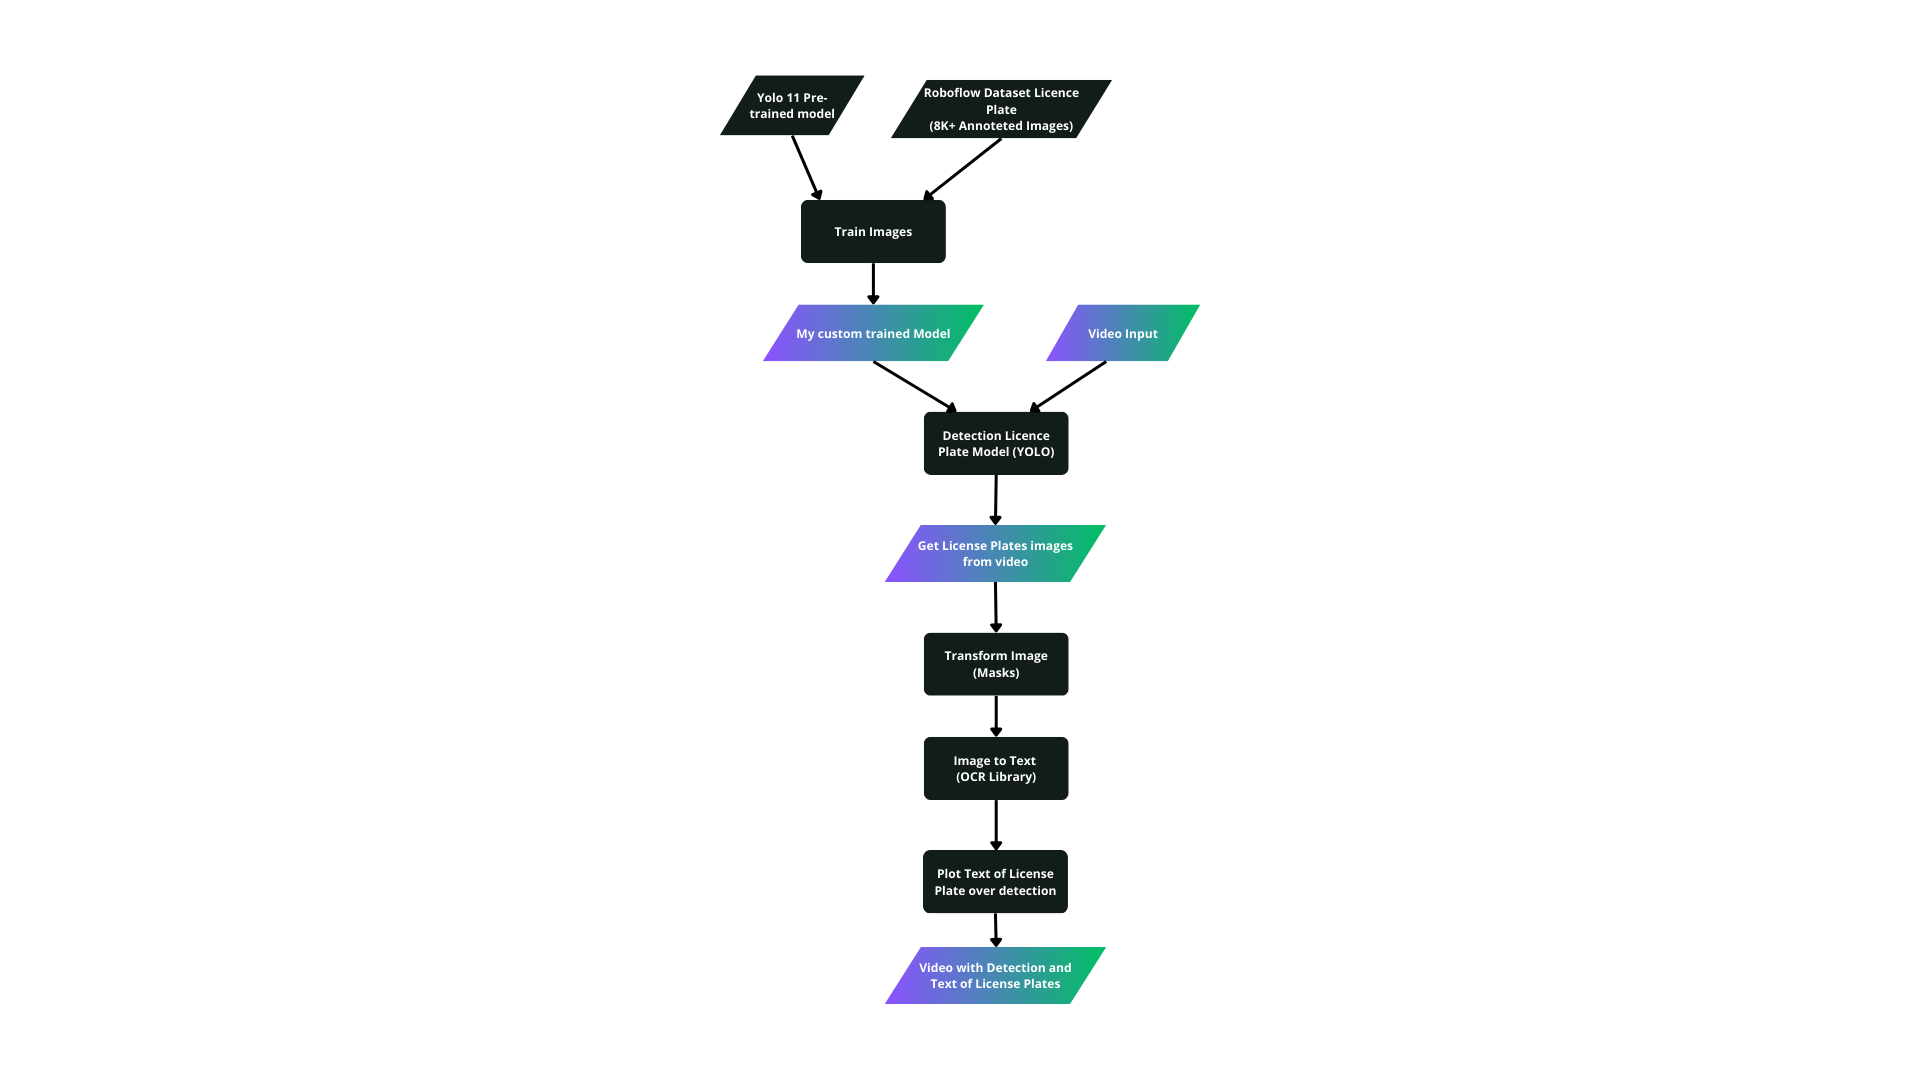 Yolo 11 Pre-
trained model
Roboflow Dataset Licence
Plate
(8K+ Annoteted Images)
Train Images
My custom trained Model
Video Input
Detection Licence
Plate Model (YOLO)
Get License Plates images
from video
Transform Image
(Masks)
Image to Text
(OCR Library)
Plot Text of License
Plate over detection
Video with Detection and
Text of License Plates